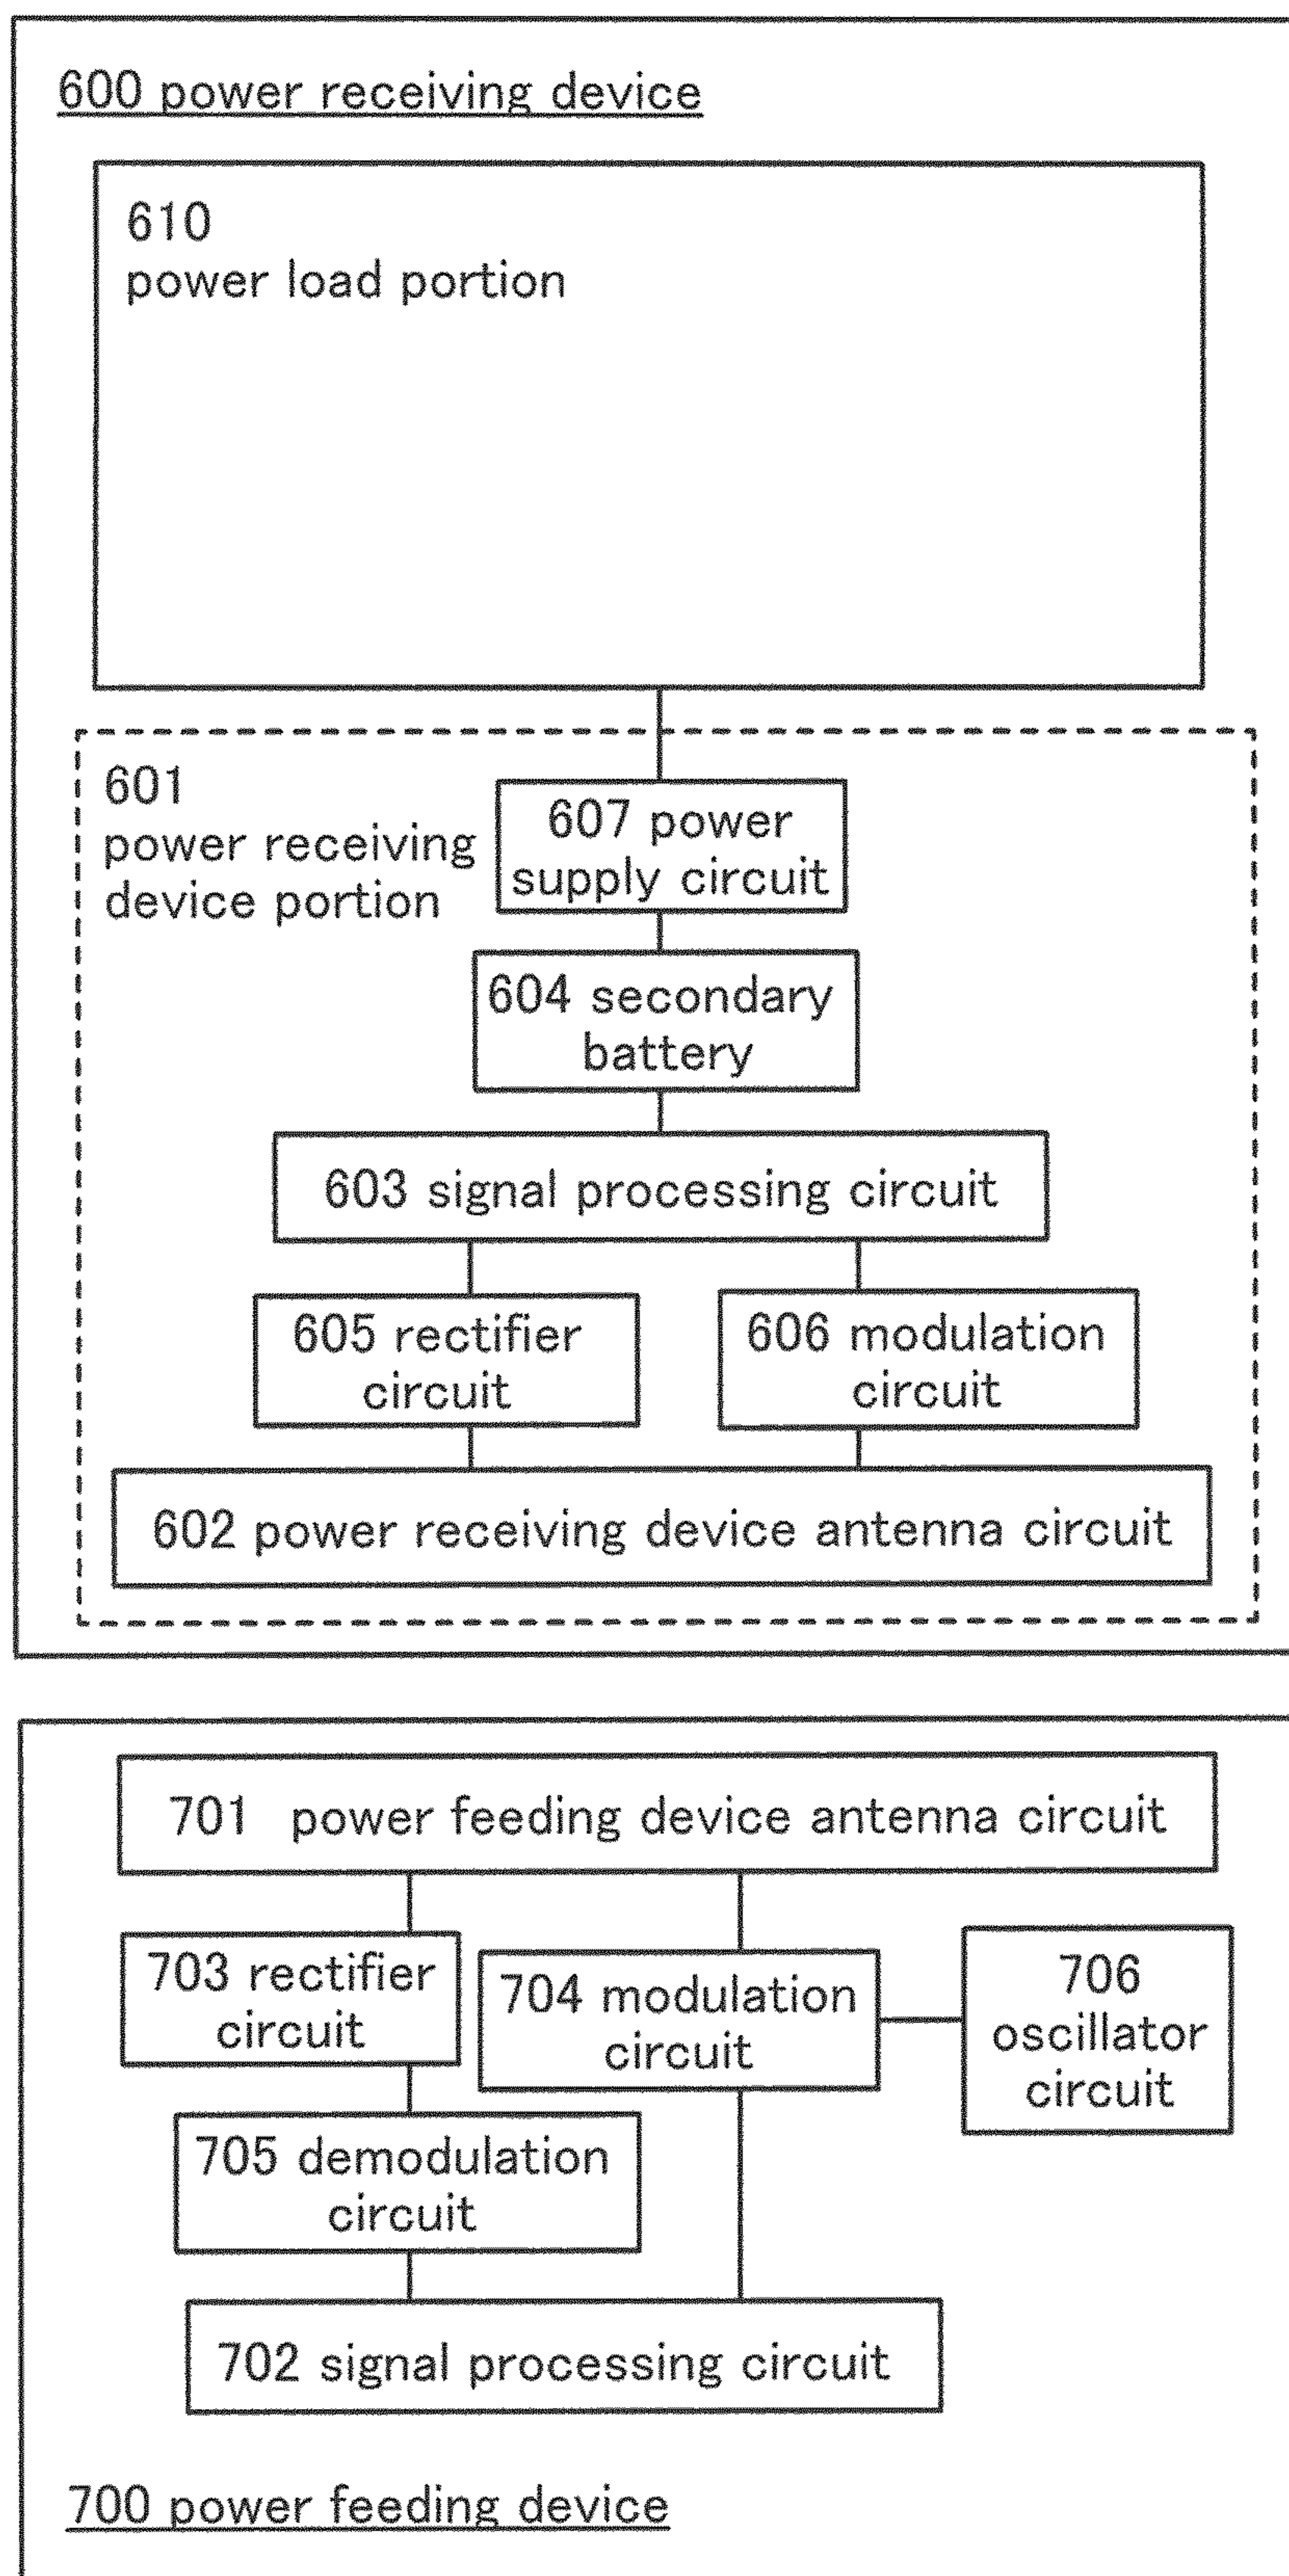 600 power receiving device
610
power load portion
601
power receiving
device portion
607 power
supply circuit
604 secondary
battery
603 signal processing circuit
605 rectifier
circuit
606 modulation
circuit
602 power receiving device antenna circuit
701 power feeding device antenna circuit
703 rectifier
circuit
704 modulation
circuit
706
oscillator
circuit
705 demodulation
circuit
702 signal processing circuit
700 power feeding device